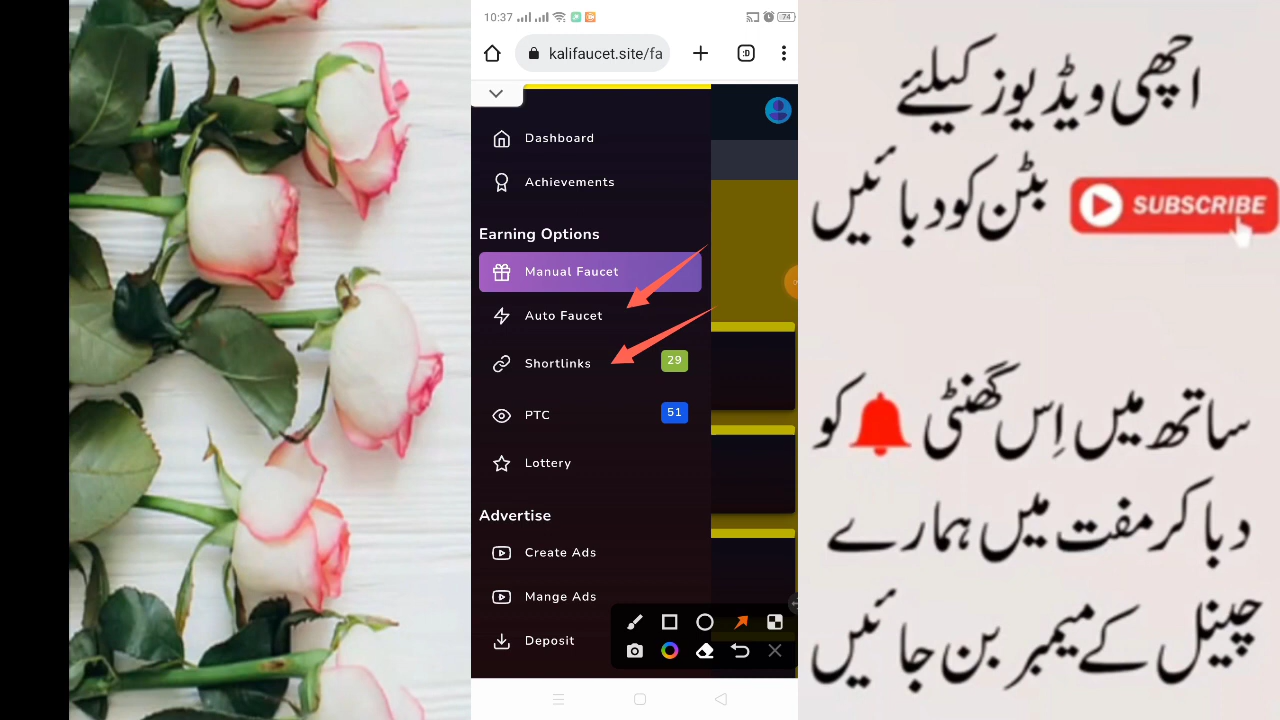 10:37
74
kalifaucet.site/fa
:D
Dashboard
Achievements
Earning Options
Manual Faucet
Auto Faucet
Shortlinks 29
PTC 51
Lottery
Advertise
Create Ads
Mange Ads
Deposit
اچھی ویڈیوز کیلئے
بٹن کو دبائیں SUBSCRIBE
ساتھ میں اِس گھنٹی کو
دبا کر مفت میں ہمارے
چینل کے میمبر بن جائیں